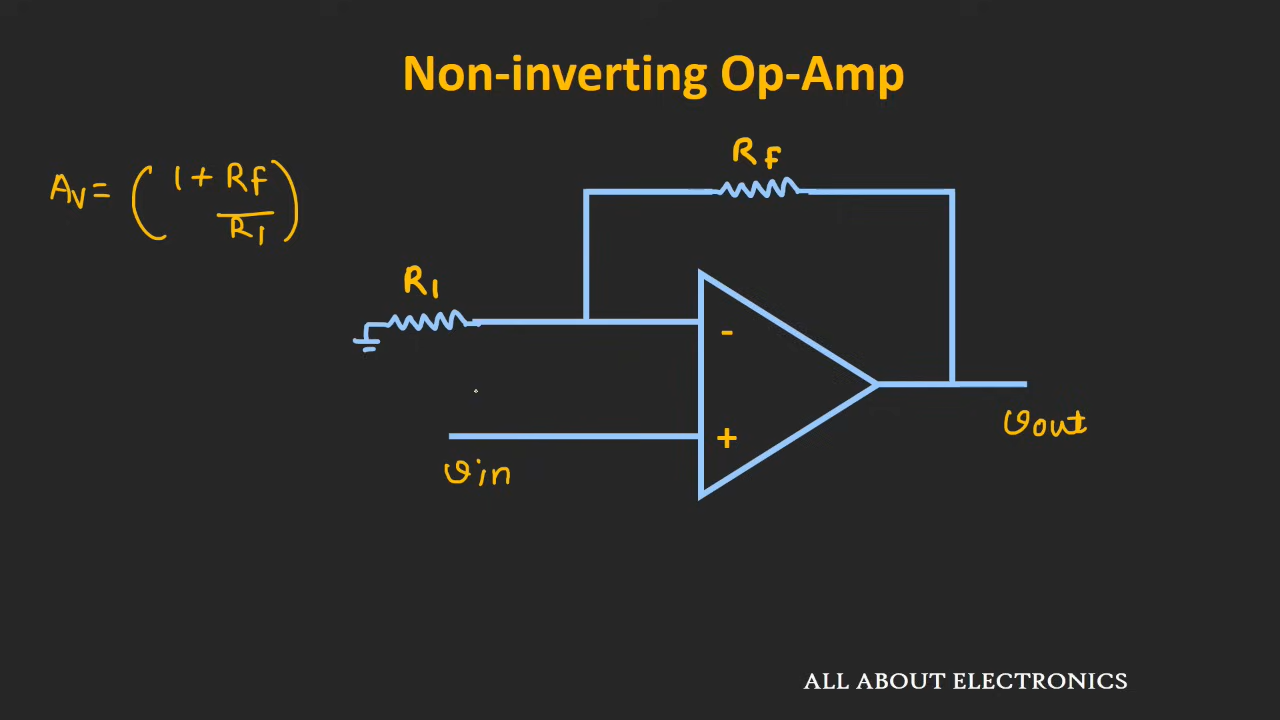 Non-inverting Op-Amp
Av = (1 + Rf/R1)
Rf
R1
-
+
vin
vout
ALL ABOUT ELECTRONICS